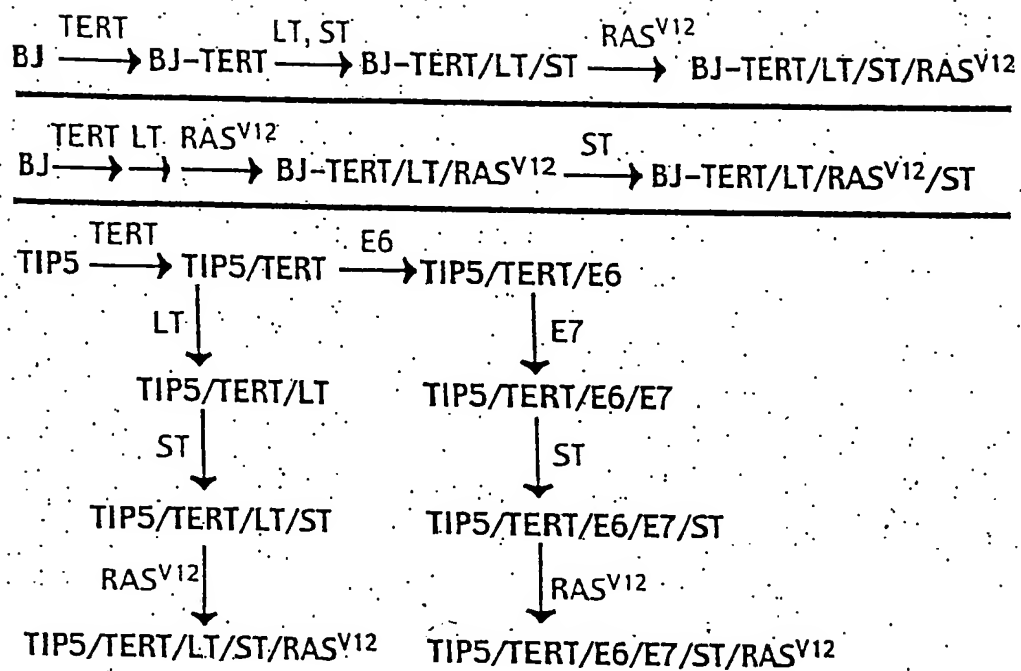 TERT LT, ST RAS^V12
BJ → BJ-TERT → BJ-TERT/LT/ST → BJ-TERT/LT/ST/RAS^V12
TERT LT RAS^V12 ST
BJ → → → BJ-TERT/LT/RAS^V12 → BJ-TERT/LT/RAS^V12/ST
TERT E6
TIP5 → TIP5/TERT → TIP5/TERT/E6
LT E7
TIP5/TERT/LT TIP5/TERT/E6/E7
ST ST
TIP5/TERT/LT/ST TIP5/TERT/E6/E7/ST
RAS^V12 RAS^V12
TIP5/TERT/LT/ST/RAS^V12 TIP5/TERT/E6/E7/ST/RAS^V12